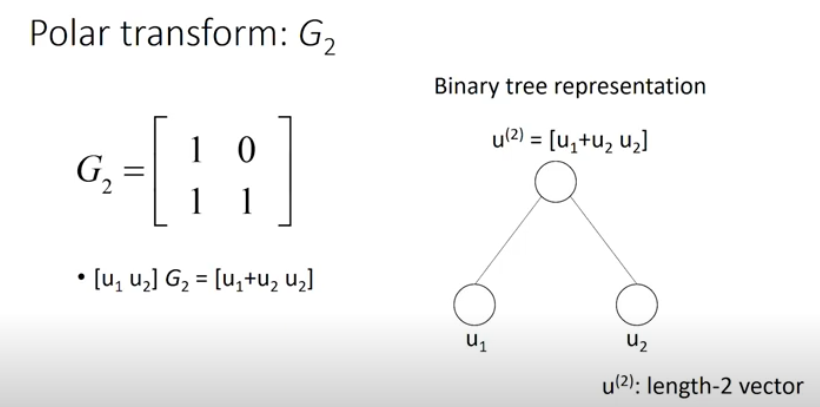 Polar transform: G₂
Binary tree representation
u⁽²⁾ = [u₁+u₂ u₂]
G₂ = [ 1 0
1 1 ]
• [u₁ u₂] G₂ = [u₁+u₂ u₂]
u₁ u₂
u⁽²⁾: length-2 vector